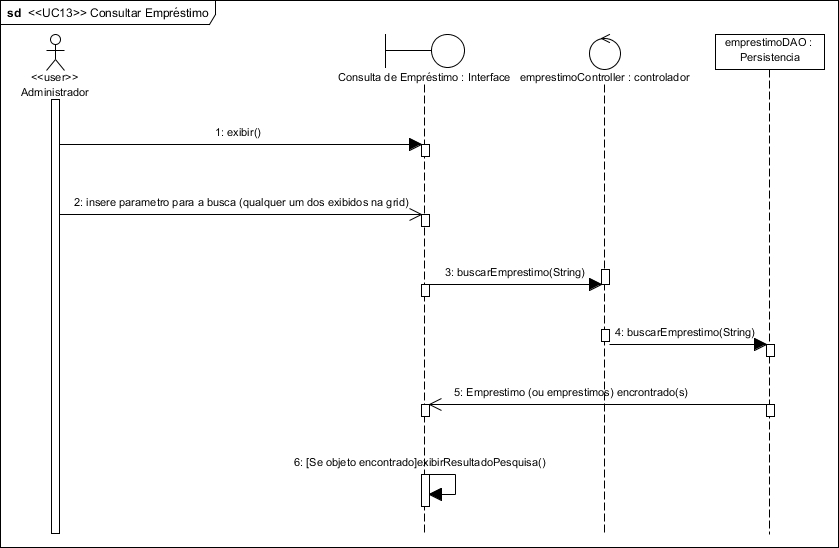 sd <<UC13>> Consultar Empréstimo
<<user>>
Administrador
Consulta de Empréstimo : Interface
emprestimoController : controlador
emprestimoDAO :
Persistencia
1: exibir()
2: insere parametro para a busca (qualquer um dos exibidos na grid)
3: buscarEmprestimo(String)
4: buscarEmprestimo(String)
5: Emprestimo (ou emprestimos) encrontrado(s)
6: [Se objeto encontrado]exibirResultadoPesquisa()